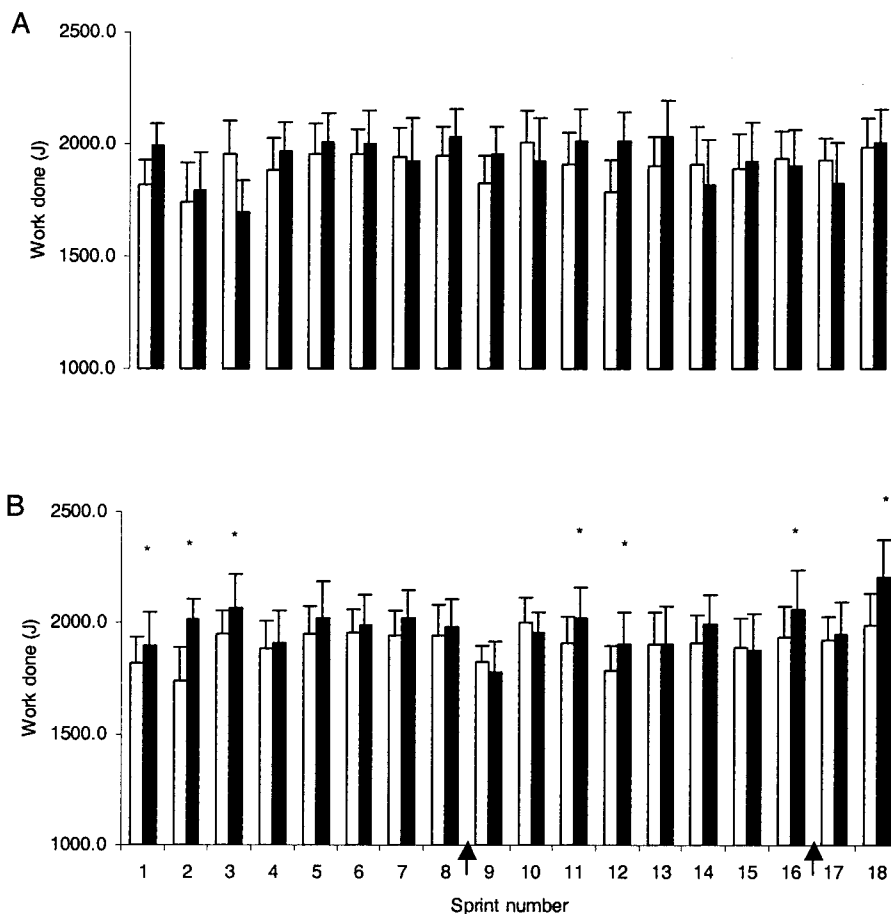 A
2500.0
2000.0
1500.0
1000.0
Work done (J)
B
2500.0
2000.0
1500.0
1000.0
Work done (J)
* * * * * * *
1 2 3 4 5 6 7 8 9 10 11 12 13 14 15 16 17 18
Sprint number